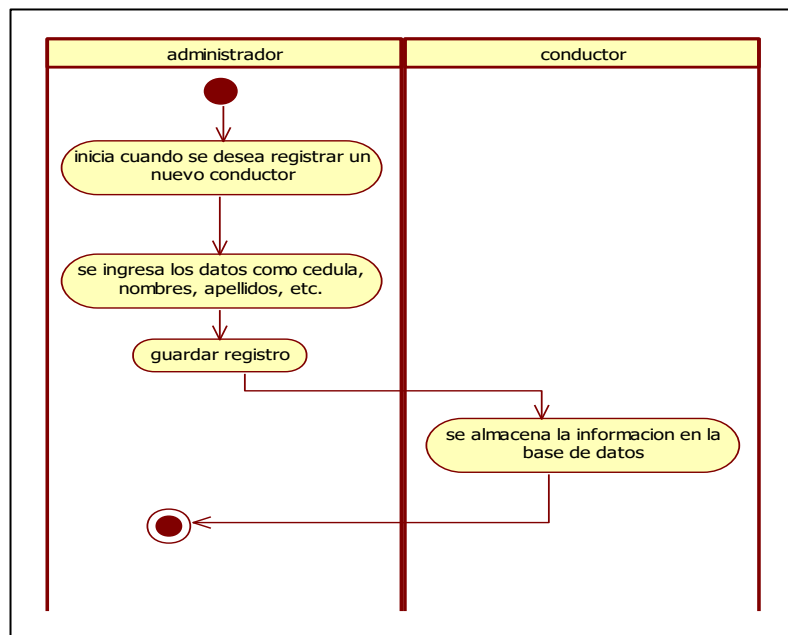 administrador
conductor
inicia cuando se desea registrar un
nuevo conductor
se ingresa los datos como cedula,
nombres, apellidos, etc.
guardar registro
se almacena la informacion en la
base de datos